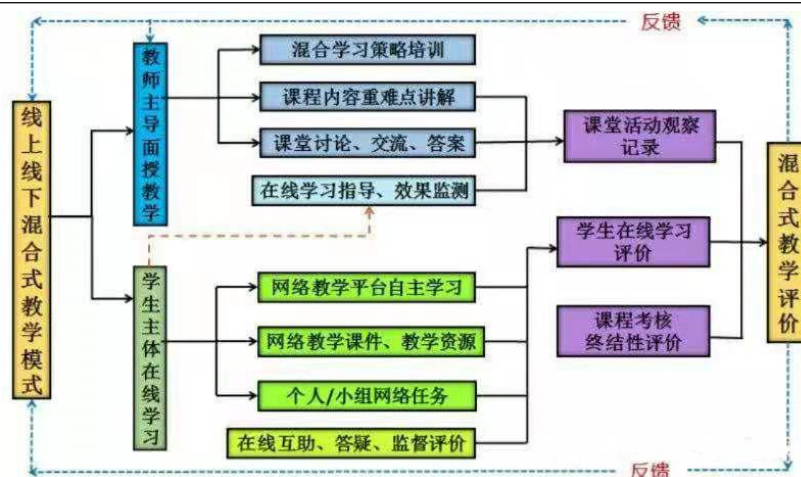 反馈
线上线下混合式教学模式
教师主导面授教学
混合学习策略培训
课程内容重难点讲解
课堂讨论、交流、答案
在线学习指导、效果监测
学生主体在线学习
网络教学平台自主学习
网络教学课件、教学资源
个人/小组网络任务
在线互助、答疑、监督评价
课堂活动观察
记录
学生在线学习
评价
课程考核
终结性评价
混合式教学评价
反馈